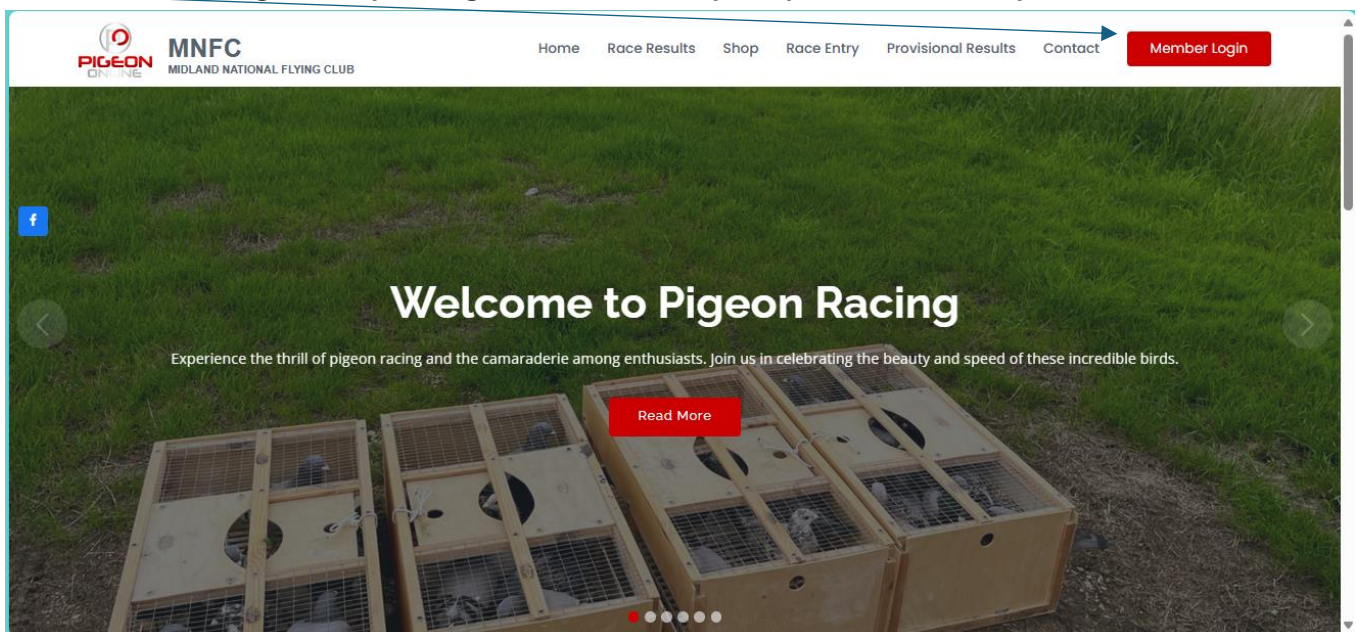 PIGEON
ONLINE
MNFC
MIDLAND NATIONAL FLYING CLUB
Home Race Results Shop Race Entry Provisional Results Contact Member Login
f
Welcome to Pigeon Racing
Experience the thrill of pigeon racing and the camaraderie among enthusiasts. Join us in celebrating the beauty and speed of these incredible birds.
Read More